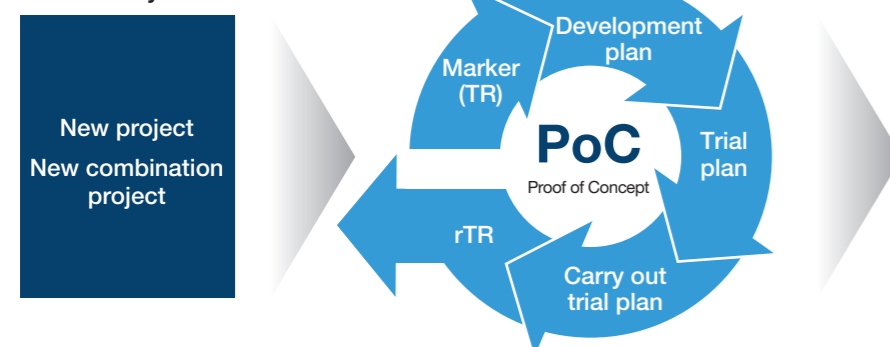 New project
New combination
project
Development
plan
Marker
(TR)
PoC
Proof of Concept
Trial
plan
rTR
Carry out
trial plan